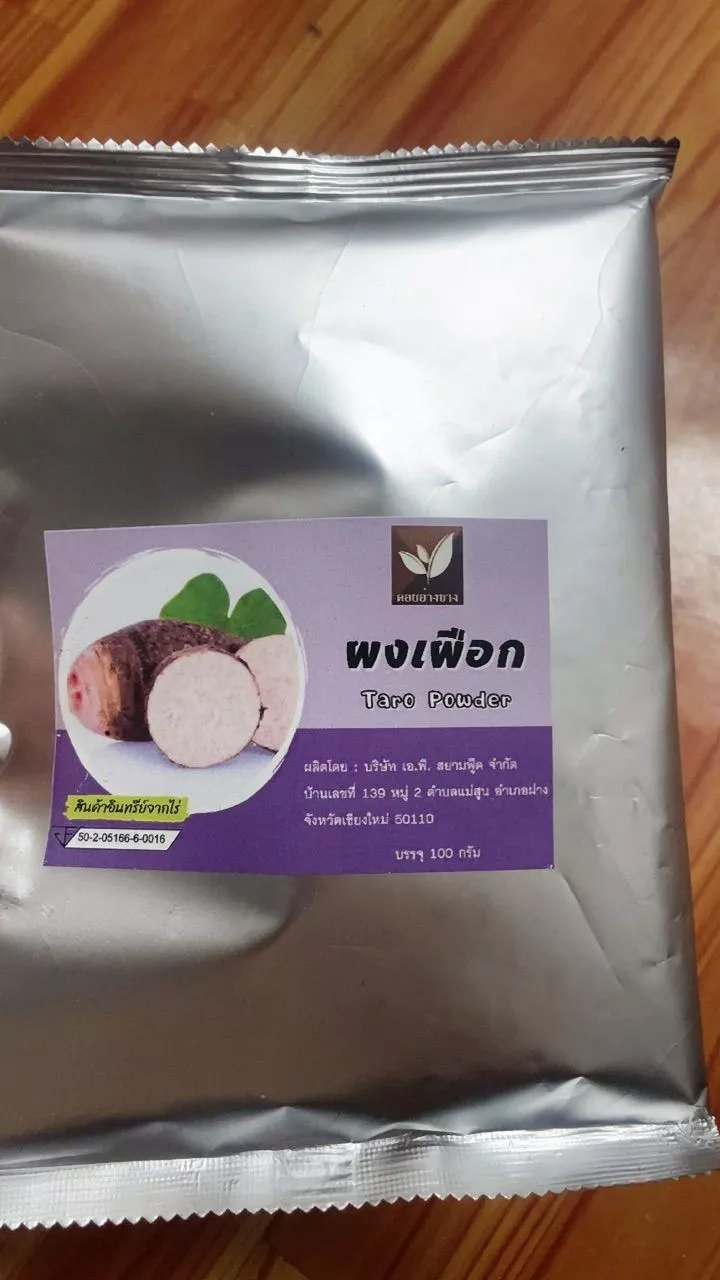 ดอยอ่างขาง
ผงเผือก
Taro Powder
ผลิตโดย : บริษัท เอ.พี. สยามฟู๊ด จำกัด
บ้านเลขที่ 139 หมู่ 2 ตำบลแม่สูน อำเภอฝาง
จังหวัดเชียงใหม่ 50110
บรรจุ 100 กรัม
สินค้าอินทรีย์จากไร่
50-2-05166-6-0016